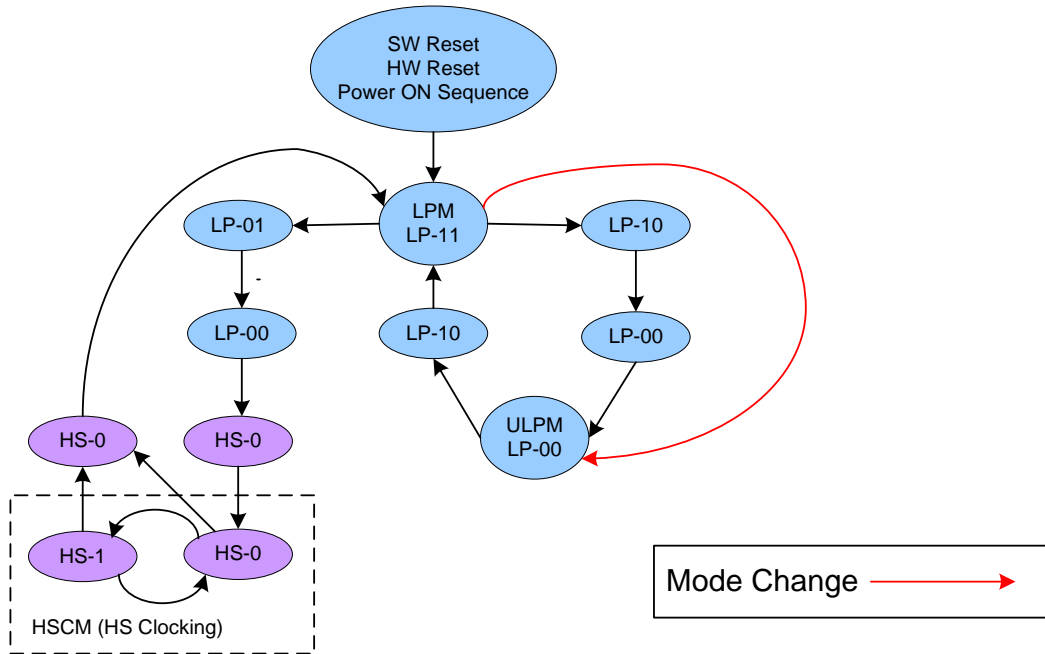 SW Reset
HW Reset
Power ON Sequence
LP-01
LPM
LP-11
LP-10
LP-00
LP-10
LP-00
HS-0
HS-0
ULPM
LP-00
HS-1
HS-0
HSCM (HS Clocking)
Mode Change